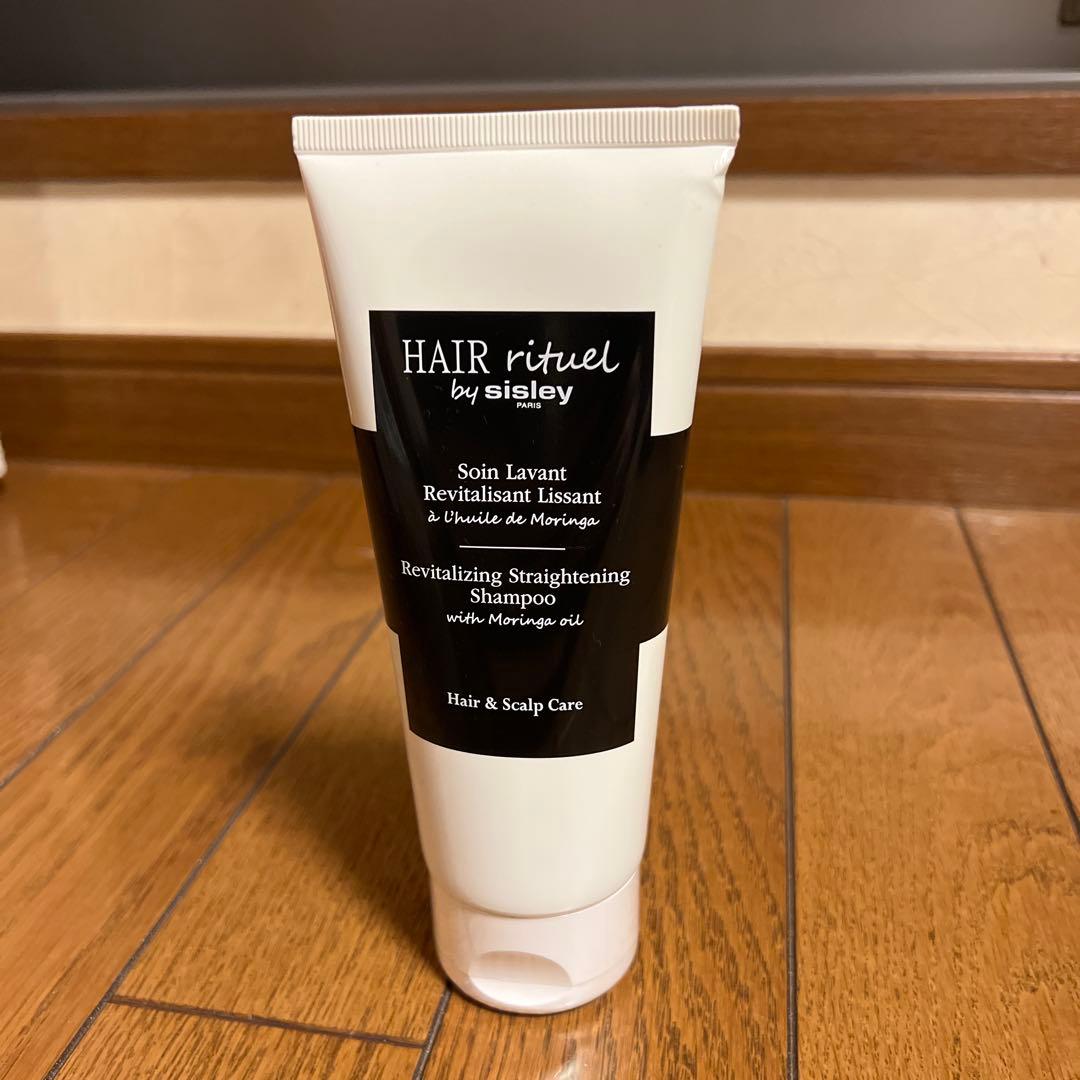 HAIR rituel
by sisley
PARIS
Soin Lavant
Revitalisant Lissant
à l'huile de Moringa
Revitalizing Straightening
Shampoo
with Moringa oil
Hair & Scalp Care